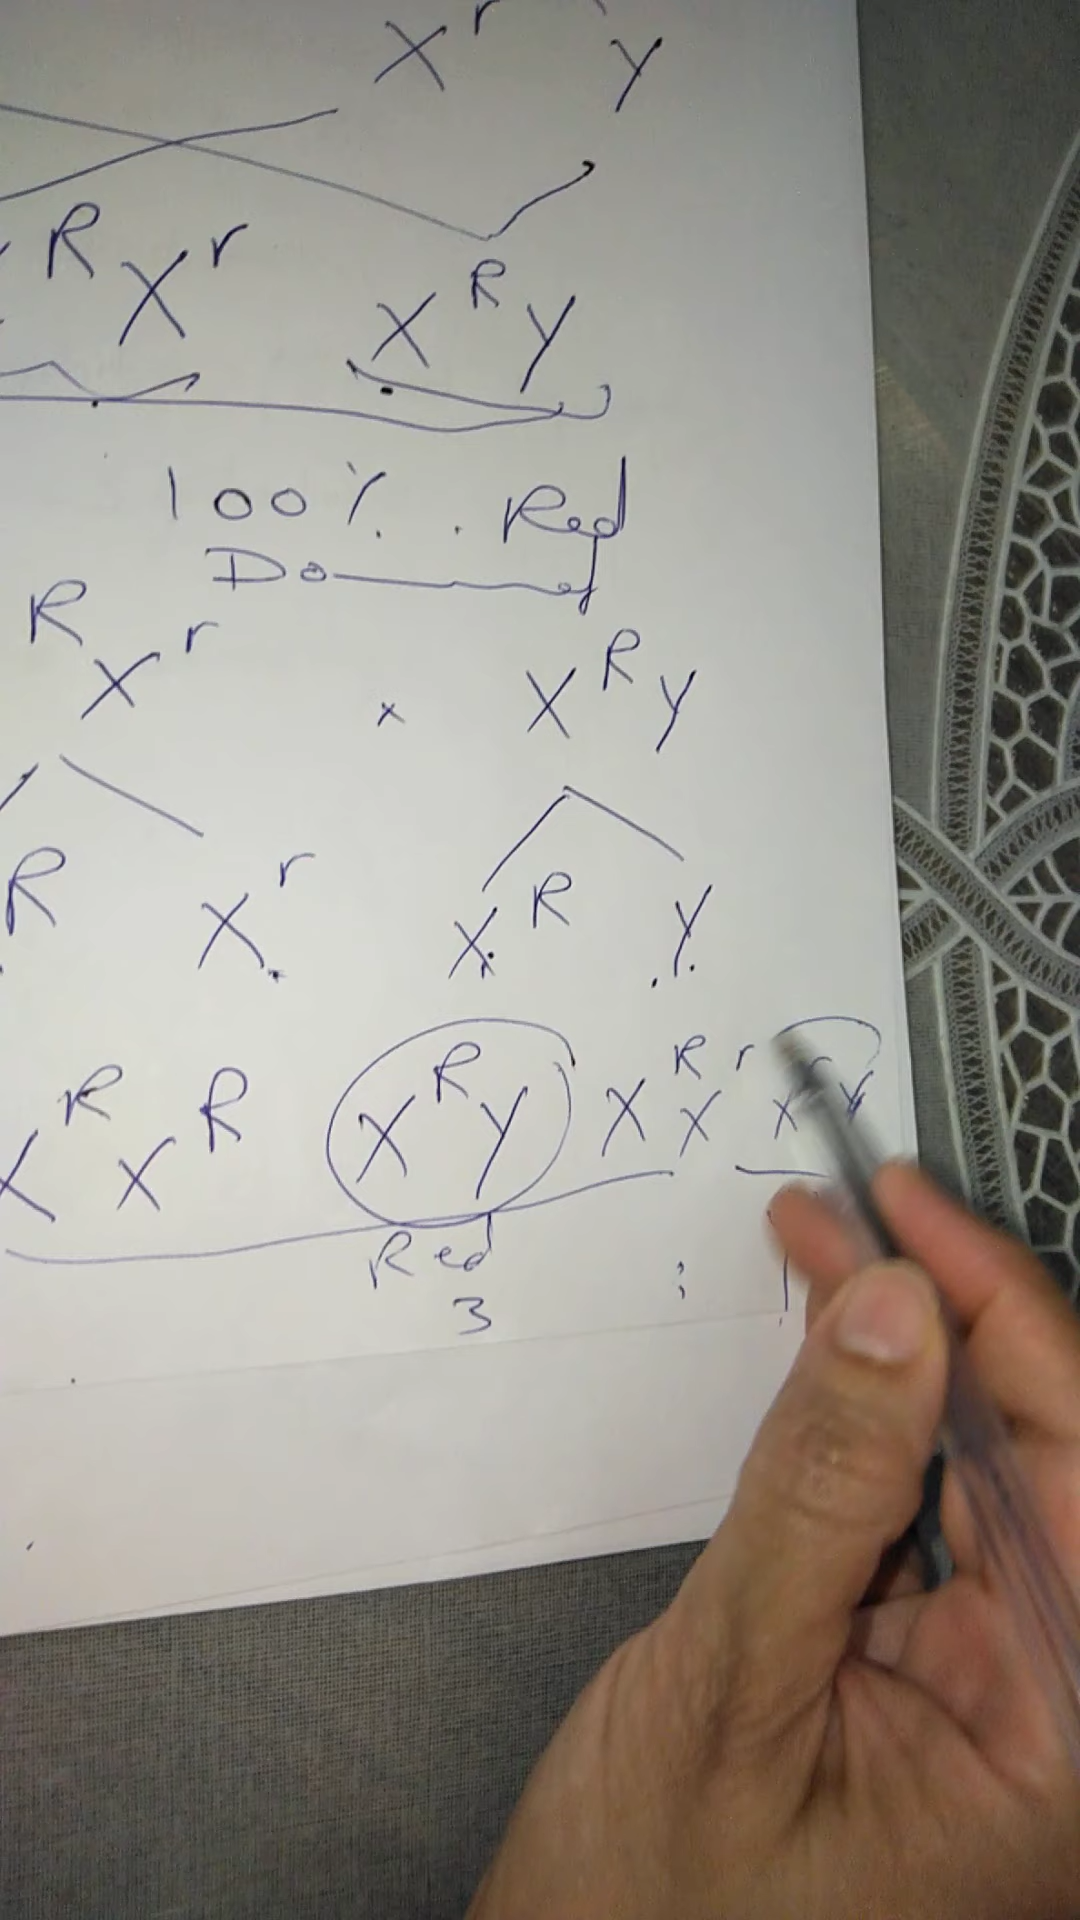 X^r Y
R X^r X^R Y
100% . Red
R X^r × X^R Y
R X^r X^R Y
X^R X^R X^R Y X^R X^r X^r Y
Red
3 : 1